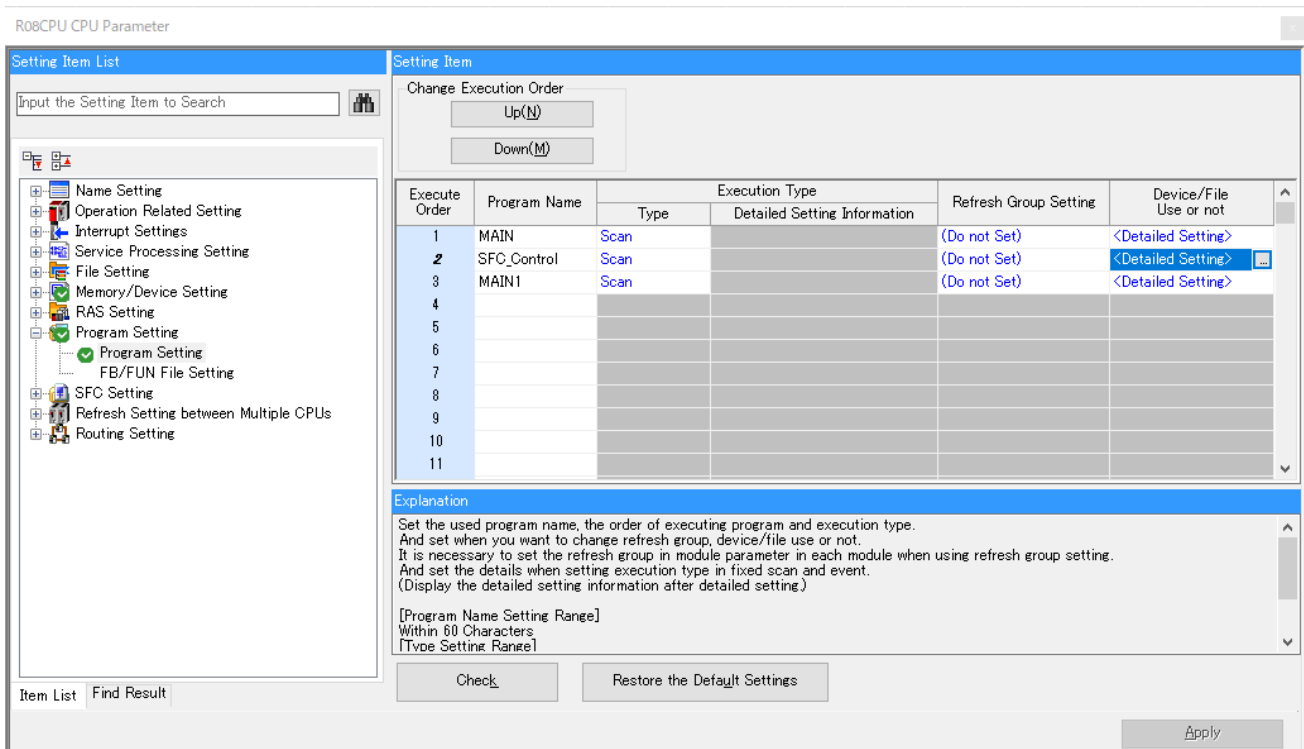 R08CPU CPU Parameter
Setting Item List
Input the Setting Item to Search
Name Setting
Operation Related Setting
Interrupt Settings
Service Processing Setting
File Setting
Memory/Device Setting
RAS Setting
Program Setting
Program Setting
FB/FUN File Setting
SFC Setting
Refresh Setting between Multiple CPUs
Routing Setting
Item List Find Result
Setting Item
Change Execution Order
Up(N)
Down(M)
Execute Order Program Name Execution Type Refresh Group Setting Device/File Use or not
Type Detailed Setting Information
1 MAIN Scan (Do not Set) <Detailed Setting>
2 SFC_Control Scan (Do not Set) <Detailed Setting> ...
3 MAIN1 Scan (Do not Set) <Detailed Setting>
4
5
6
7
8
9
10
11
Explanation
Set the used program name, the order of executing program and execution type.
And set when you want to change refresh group, device/file use or not.
It is necessary to set the refresh group in module parameter in each module when using refresh group setting.
And set the details when setting execution type in fixed scan and event.
(Display the detailed setting information after detailed setting.)
[Program Name Setting Range]
Within 60 Characters
[Type Setting Range]
Check Restore the Default Settings
Apply